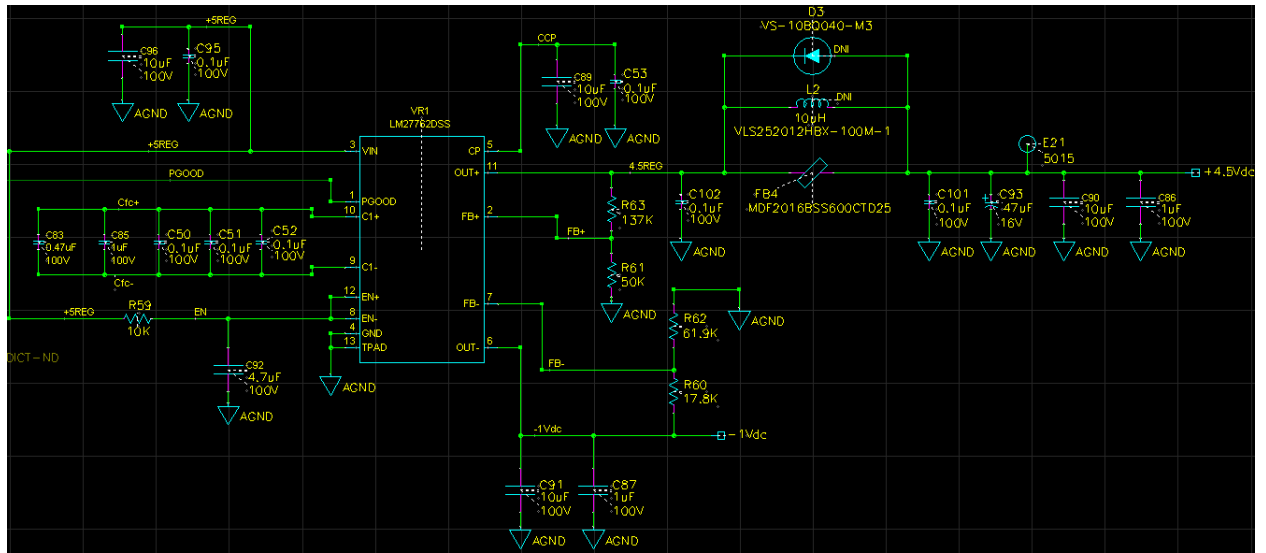 +5REG
C96
10uF
100V
C95
0.1uF
100V
AGND
AGND
+5REG
PGOOD
Cfc+
C83
0.47uF
100V
C85
1uF
100V
C50
0.1uF
100V
C51
0.1uF
100V
C52
0.1uF
100V
Cfc-
+5REG
R59
10K
EN
DICT-ND
C92
4.7uF
100V
AGND
AGND
VR1
LM27762DSS
3
VIN
1
PGOOD
10
C1+
9
C1-
12
EN+
8
EN-
4
GND
13
TPAD
CP
5
OUT+
11
FB+
2
FB-
7
OUT-
6
CCP
C89
10uF
100V
C53
0.1uF
100V
AGND
AGND
4.5REG
FB+
R63
137K
R61
50K
AGND
C102
0.1uF
100V
AGND
D3
VS-10BQ040-M3
DNI
L2
DNI
10uH
VLS252012HBX-100M-1
FB4
MDF2016BSS600CTD25
E21
5015
+4.5Vdc
C101
0.1uF
100V
AGND
C93
47uF
16V
AGND
C90
10uF
100V
AGND
C86
1uF
100V
AGND
R62
61.9K
AGND
FB-
R60
17.8K
-1Vdc
-1Vdc
C91
10uF
100V
AGND
C87
1uF
100V
AGND